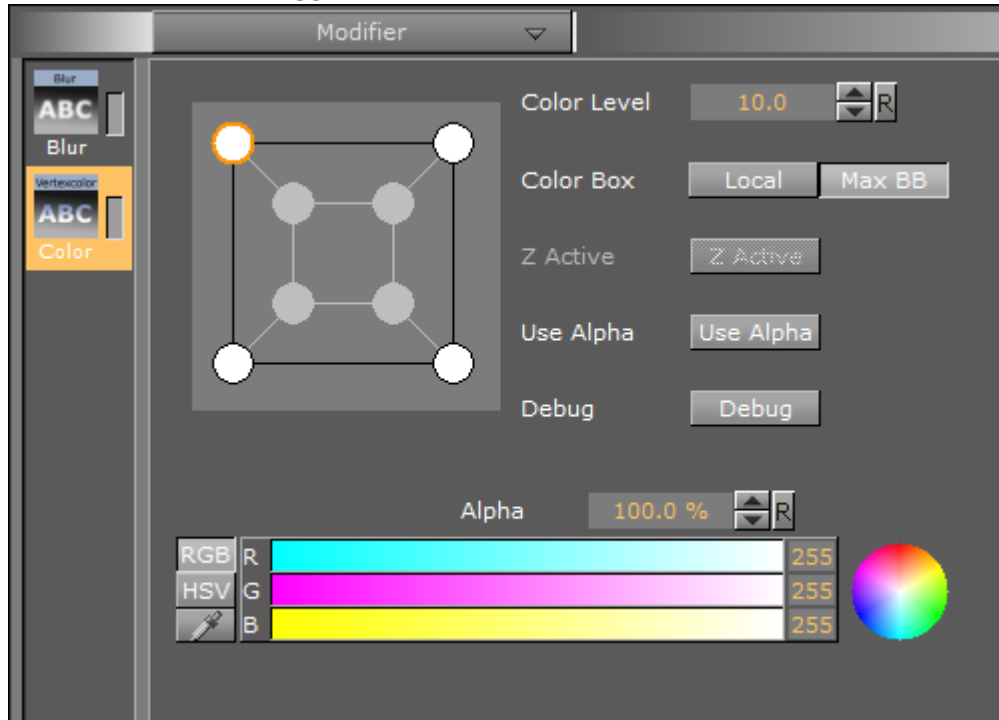 Modifier
Blur
ABC
Blur
Vertexcolor
ABC
Color
Color Level 10.0 R
Color Box Local Max BB
Z Active Z Active
Use Alpha Use Alpha
Debug Debug
Alpha 100.0 % R
RGB R 255
HSV G 255
B 255